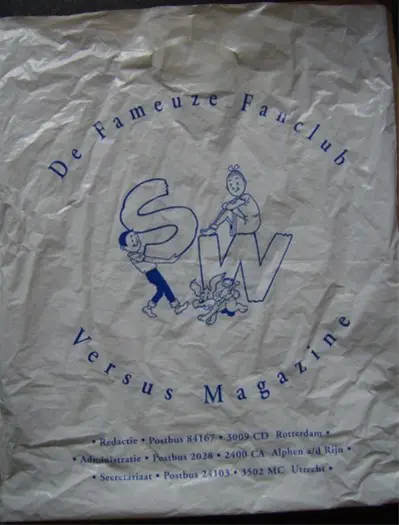 De Fameuze Fanclub
SW
Versus Magazine
• Redactie • Postbus 84167 • 3009 CD Rotterdam •
• Administratie • Postbus 2028 • 2400 CA Alphen a/d Rijn •
• Secretariaat • Postbus 24103 • 3502 MC Utrecht •